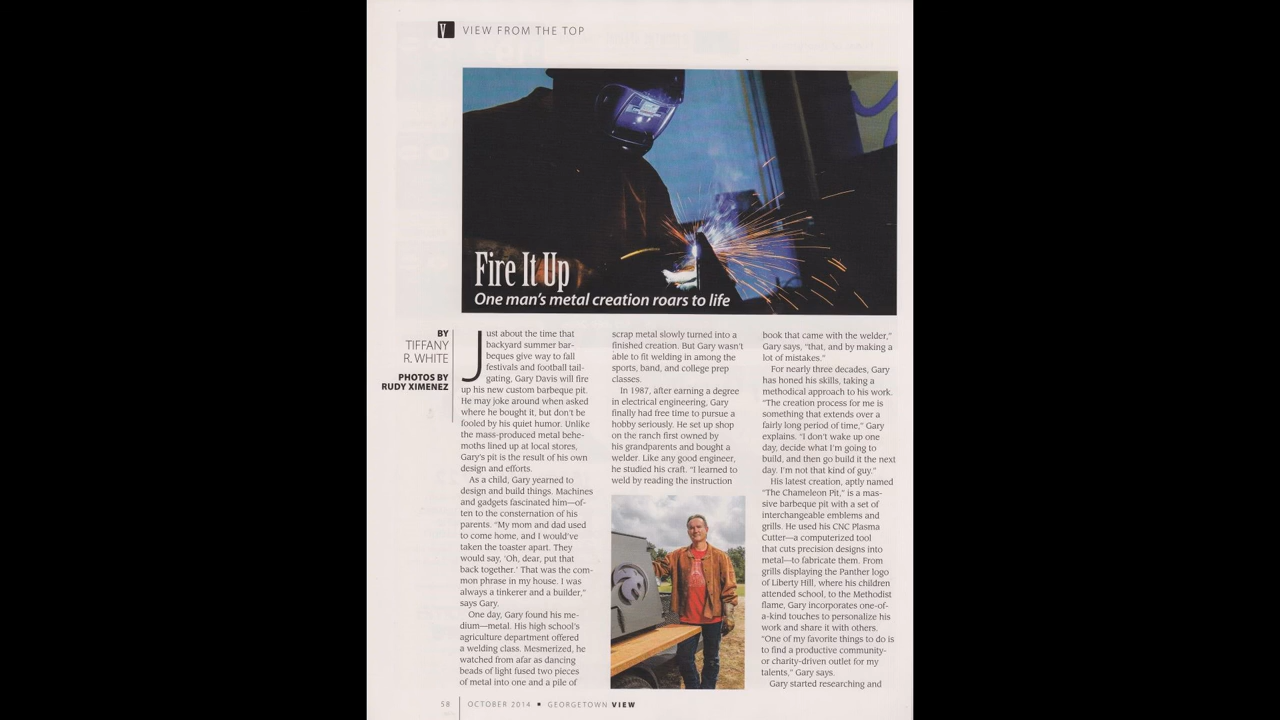 V VIEW FROM THE TOP
Fire It Up
One man's metal creation roars to life
BY
TIFFANY
R. WHITE
PHOTOS BY
RUDY XIMENEZ
Just about the time that
backyard summer bar-
beques give way to fall
festivals and football tail-
gating, Gary Davis will fire
up his new custom barbeque pit.
He may joke around when asked
where he bought it, but don't be
fooled by his quiet humor. Unlike
the mass-produced metal behe-
moths lined up at local stores,
Gary's pit is the result of his own
design and efforts.
As a child, Gary yearned to
design and build things. Machines
and gadgets fascinated him—of-
ten to the consternation of his
parents. "My mom and dad used
to come home, and I would've
taken the toaster apart. They
would say, 'Oh, dear, put that
back together.' That was the com-
mon phrase in my house. I was
always a tinkerer and a builder,"
says Gary.
One day, Gary found his me-
dium—metal. His high school's
agriculture department offered
a welding class. Mesmerized, he
watched from afar as dancing
beads of light fused two pieces
of metal into one and a pile of
scrap metal slowly turned into a
finished creation. But Gary wasn't
able to fit welding in among the
sports, band, and college prep
classes.
In 1987, after earning a degree
in electrical engineering, Gary
finally had free time to pursue a
hobby seriously. He set up shop
on the ranch first owned by
his grandparents and bought a
welder. Like any good engineer,
he studied his craft. "I learned to
weld by reading the instruction
book that came with the welder,"
Gary says, "that, and by making a
lot of mistakes."
For nearly three decades, Gary
has honed his skills, taking a
methodical approach to his work.
"The creation process for me is
something that extends over a
fairly long period of time," Gary
explains. "I don't wake up one
day, decide what I'm going to
build, and then go build it the next
day. I'm not that kind of guy."
His latest creation, aptly named
"The Chameleon Pit," is a mas-
sive barbeque pit with a set of
interchangeable emblems and
grills. He used his CNC Plasma
Cutter—a computerized tool
that cuts precision designs into
metal—to fabricate them. From
grills displaying the Panther logo
of Liberty Hill, where his children
attended school, to the Methodist
flame, Gary incorporates one-of-
a-kind touches to personalize his
work and share it with others.
"One of my favorite things to do is
to find a productive community-
or charity-driven outlet for my
talents," Gary says.
Gary started researching and
58 OCTOBER 2014 ■ GEORGETOWN VIEW